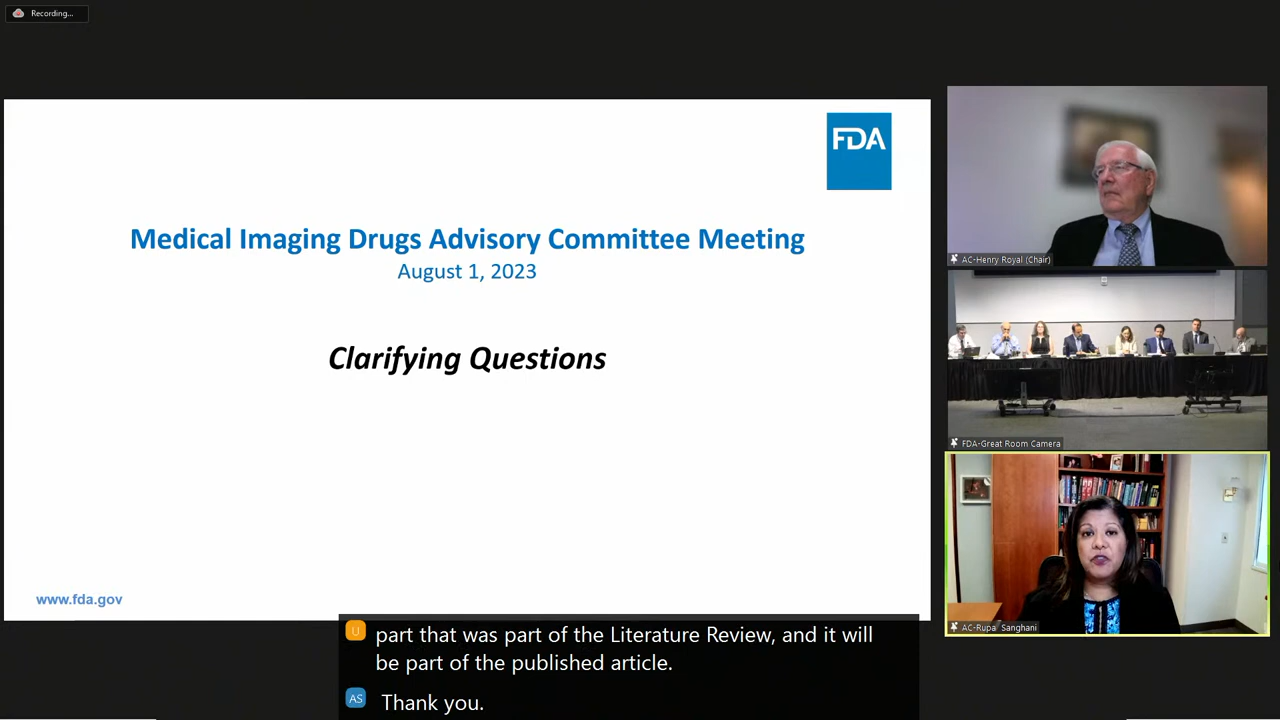 Recording...
FDA
Medical Imaging Drugs Advisory Committee Meeting
August 1, 2023
Clarifying Questions
www.fda.gov
AC-Henry Royal (Chair)
FDA-Great Room Camera
AC-Rupa Sanghani
U
part that was part of the Literature Review, and it will
be part of the published article.
AS
Thank you.